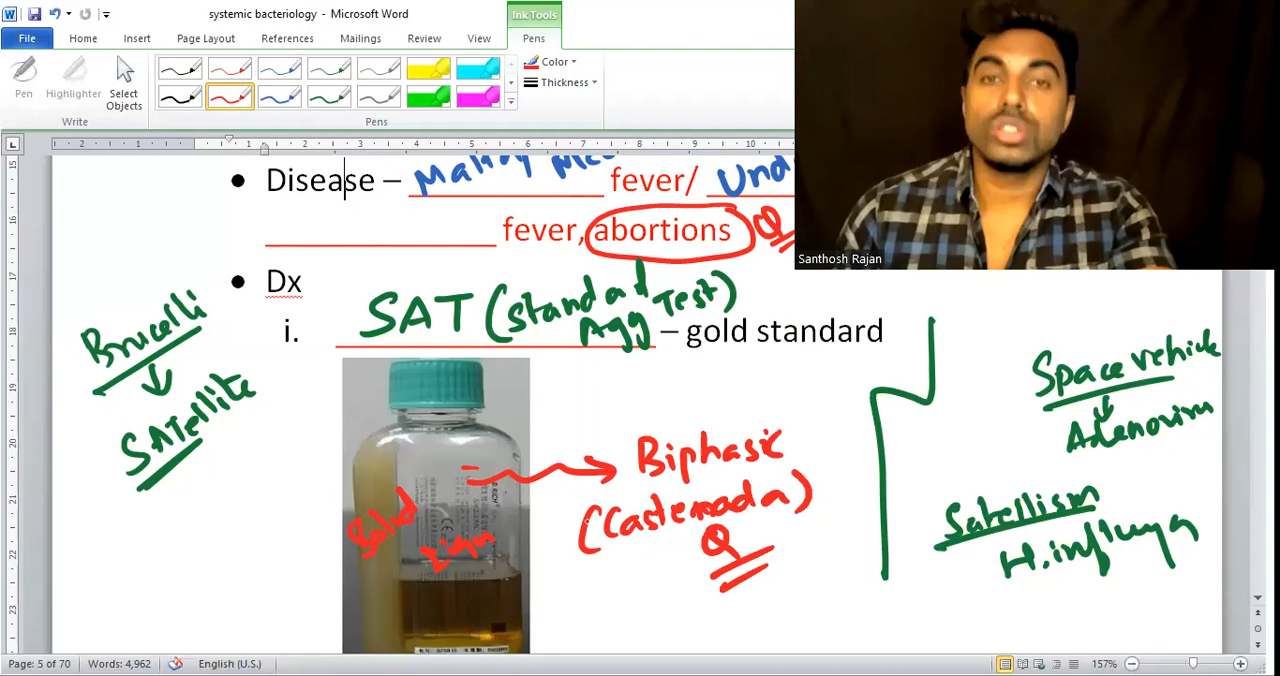 systemic bacteriology - Microsoft Word
Ink Tools
File
Home
Insert
Page Layout
References
Mailings
Review
View
Pens
Pen
Highlighter
Select
Objects
Color
Thickness
Write
Pens
Santhosh Rajan
Disease – fever/
fever, abortions Q
Dx
i. SAT (Standad Agg Test) – gold standard
Brucelli
SATellite
Solid
Biphasic
(Castenada)
Q
Space vehicle
Adenovirus
Satellism
H. influenza
Page: 5 of 70
Words: 4,962
English (U.S.)
157%